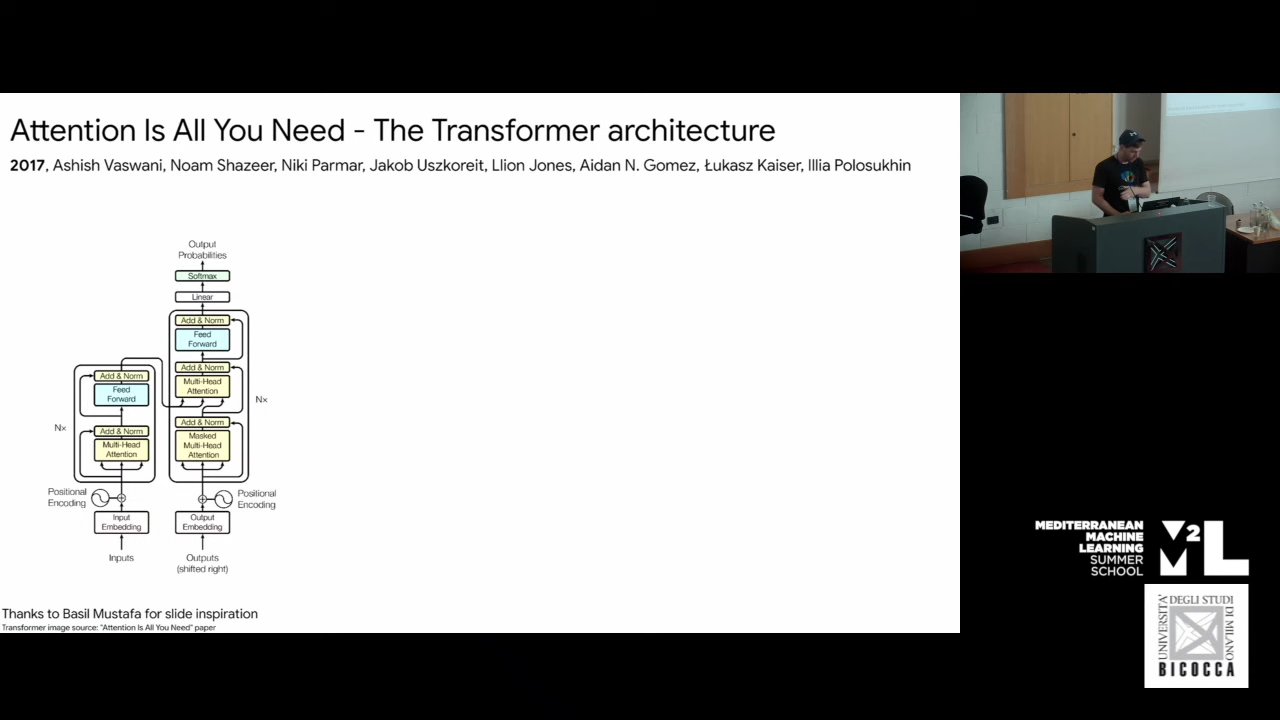 Attention Is All You Need - The Transformer architecture
2017, Ashish Vaswani, Noam Shazeer, Niki Parmar, Jakob Uszkoreit, Llion Jones, Aidan N. Gomez, Łukasz Kaiser, Illia Polosukhin
Output
Probabilities
Softmax
Linear
Add & Norm
Feed
Forward
Add & Norm
Multi-Head
Attention
Add & Norm
Masked
Multi-Head
Attention
N×
Add & Norm
Feed
Forward
Add & Norm
Multi-Head
Attention
N×
Positional
Encoding
Positional
Encoding
Input
Embedding
Output
Embedding
Inputs
Outputs
(shifted right)
Thanks to Basil Mustafa for slide inspiration
Transformer image source: "Attention Is All You Need" paper
MEDITERRANEAN
MACHINE
LEARNING
SUMMER
SCHOOL
M2L
UNIVERSITA'
DEGLI STUDI
DI MILANO
BICOCCA